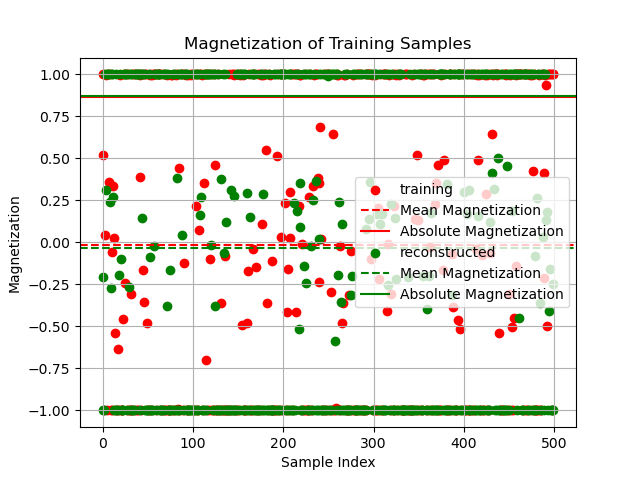 Magnetization of Training Samples
1.00
0.75
0.50
0.25
0.00
−0.25
−0.50
−0.75
−1.00
Magnetization
training
Mean Magnetization
Absolute Magnetization
reconstructed
Mean Magnetization
Absolute Magnetization
0 100 200 300 400 500
Sample Index